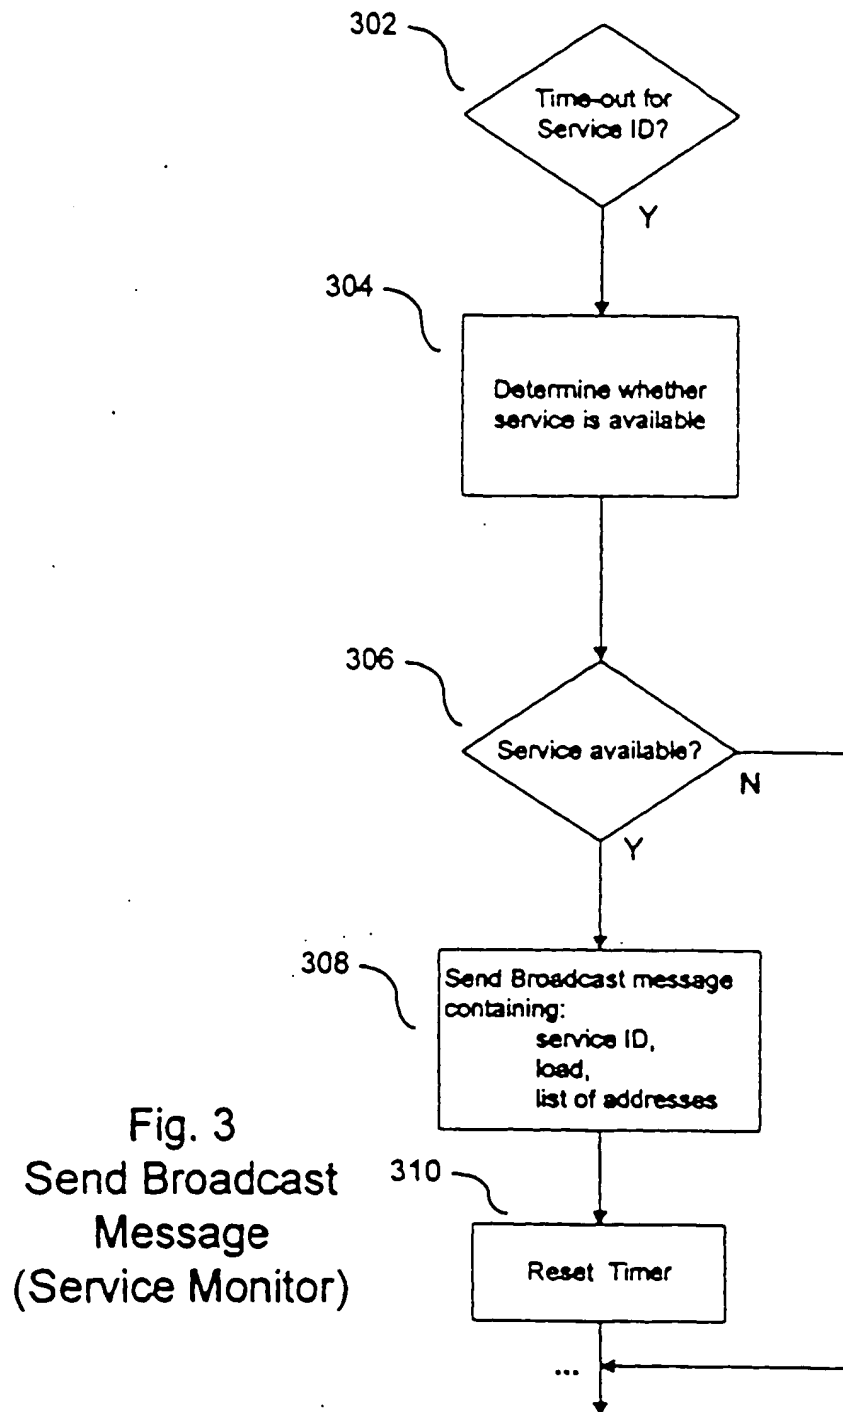 302
Time-out for
Service ID?
Y
304
Determine whether
service is available
306
Service available?
N
Y
308
Send Broadcast message
containing:
service ID,
load,
list of addresses
Fig. 3
Send Broadcast
Message
(Service Monitor)
310
Reset Timer
...